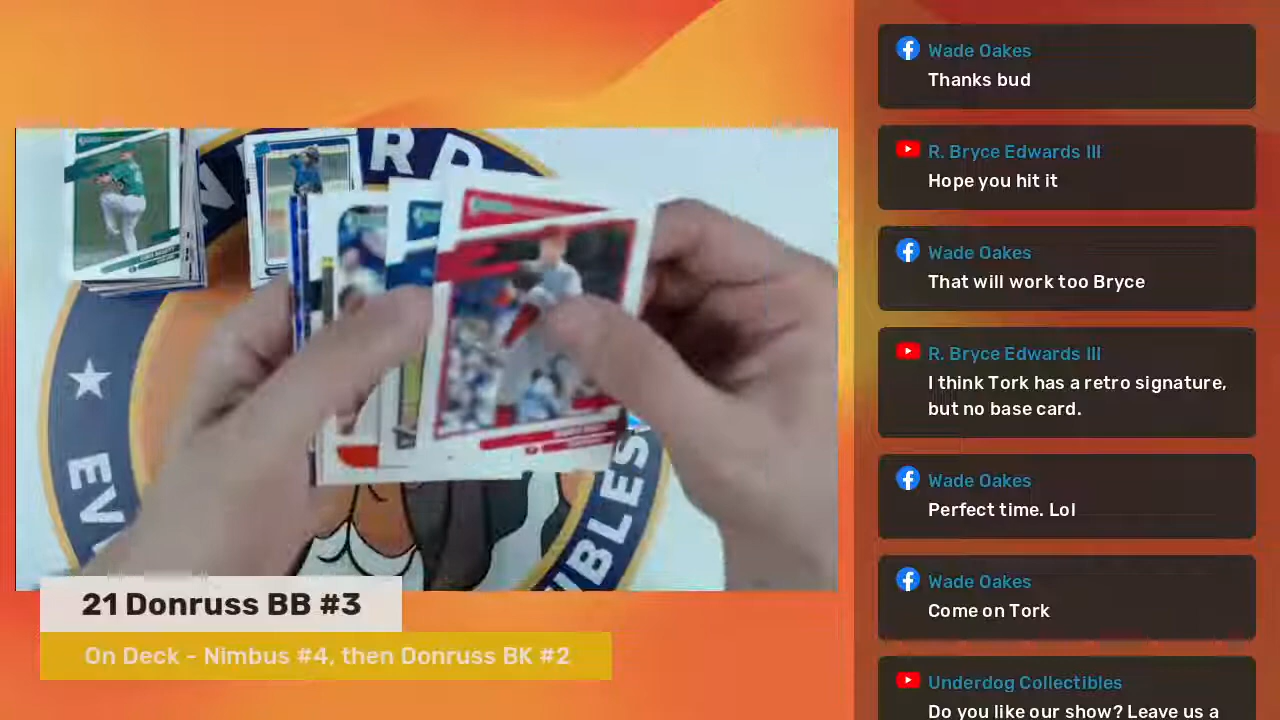 Wade Oakes
Thanks bud
R. Bryce Edwards III
Hope you hit it
Wade Oakes
That will work too Bryce
R. Bryce Edwards III
I think Tork has a retro signature,
but no base card.
Wade Oakes
Perfect time. Lol
Wade Oakes
Come on Tork
Underdog Collectibles
Do you like our show? Leave us a
21 Donruss BB #3
On Deck - Nimbus #4, then Donruss BK #2